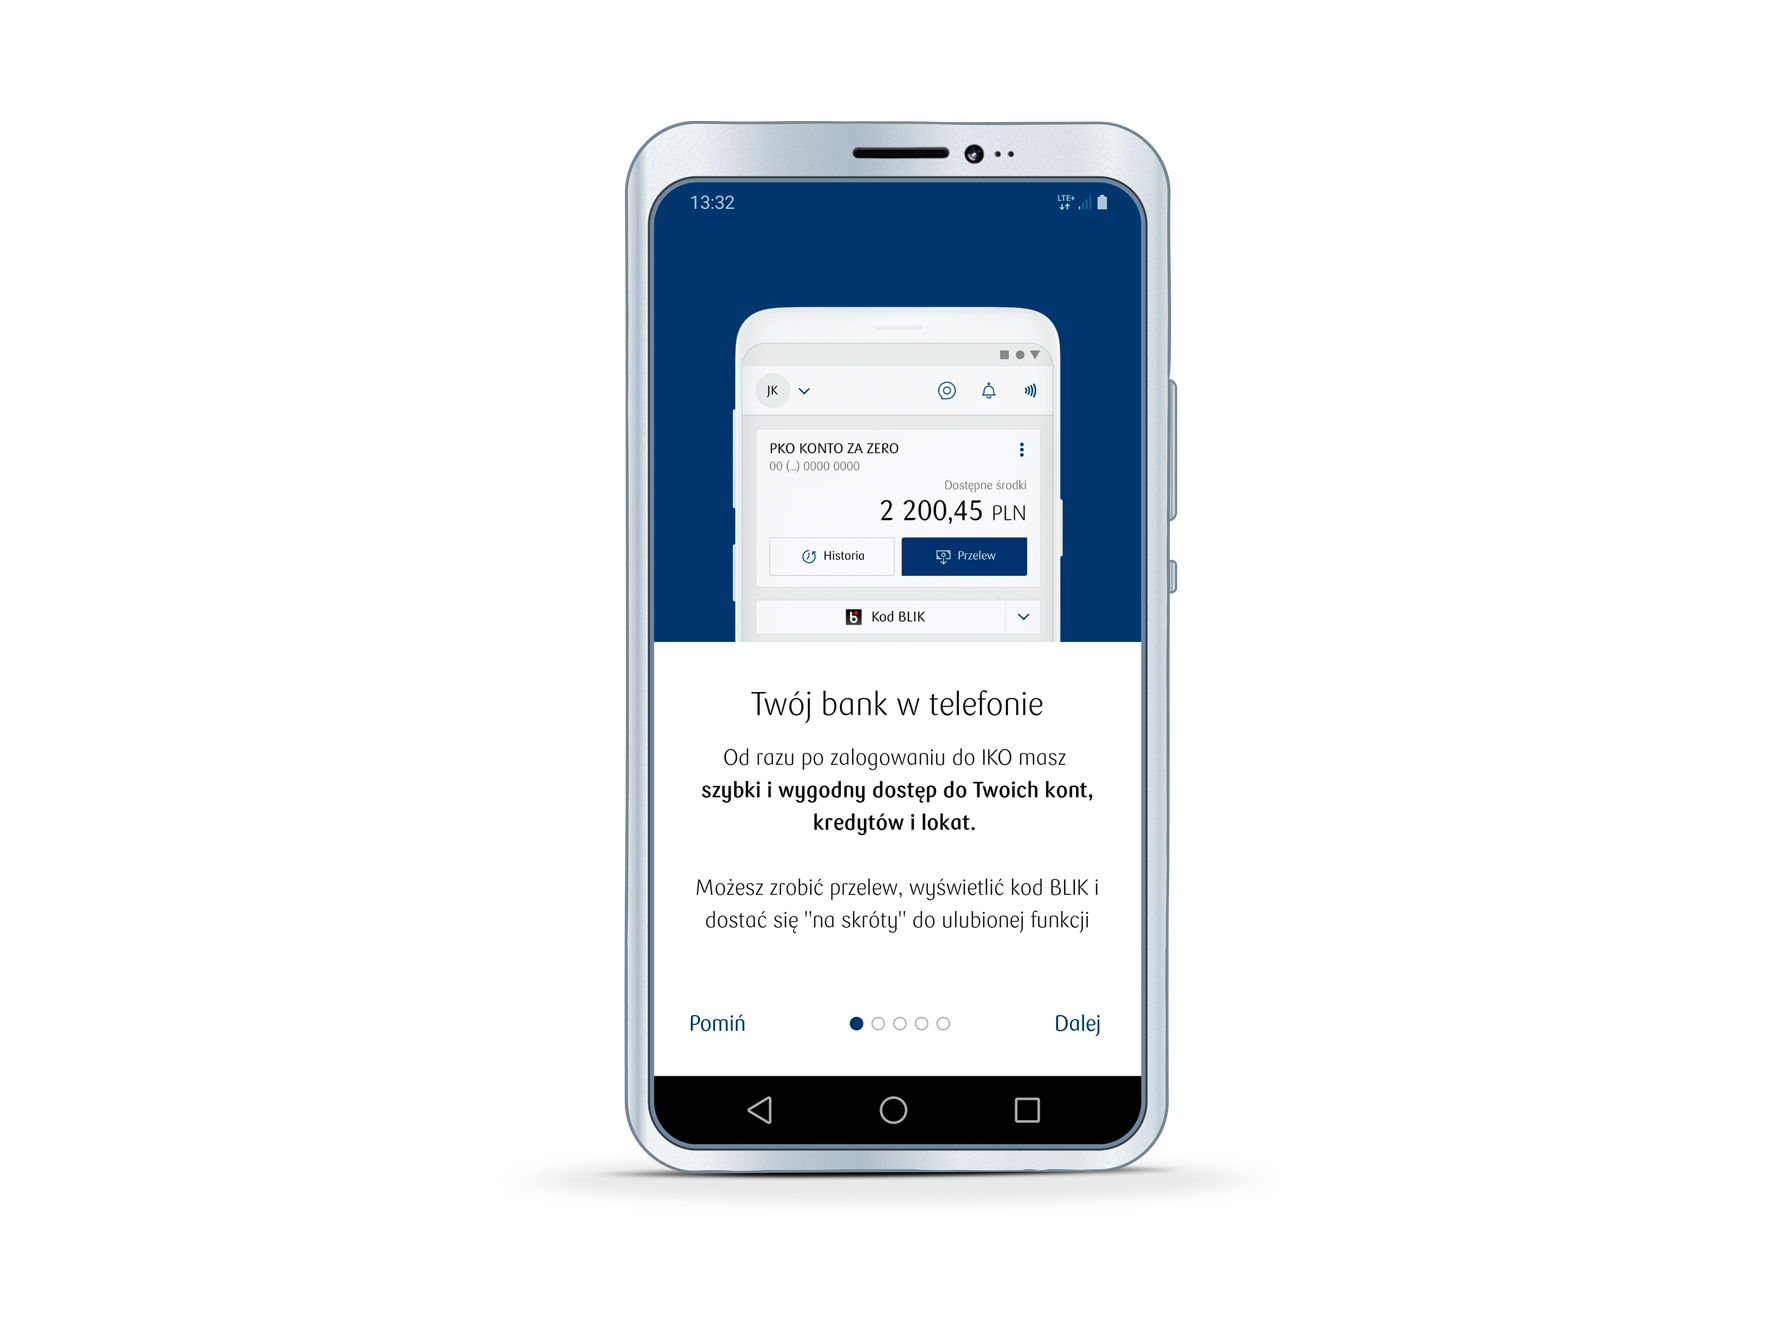 13:32
LTE+
JK
PKO KONTO ZA ZERO
00 (...) 0000 0000
Dostępne środki
2 200,45 PLN
Historia
Przelew
Kod BLIK
Twój bank w telefonie
Od razu po zalogowaniu do IKO masz
szybki i wygodny dostęp do Twoich kont,
kredytów i lokat.
Możesz zrobić przelew, wyświetlić kod BLIK i
dostać się "na skróty" do ulubionej funkcji
Pomiń
Dalej